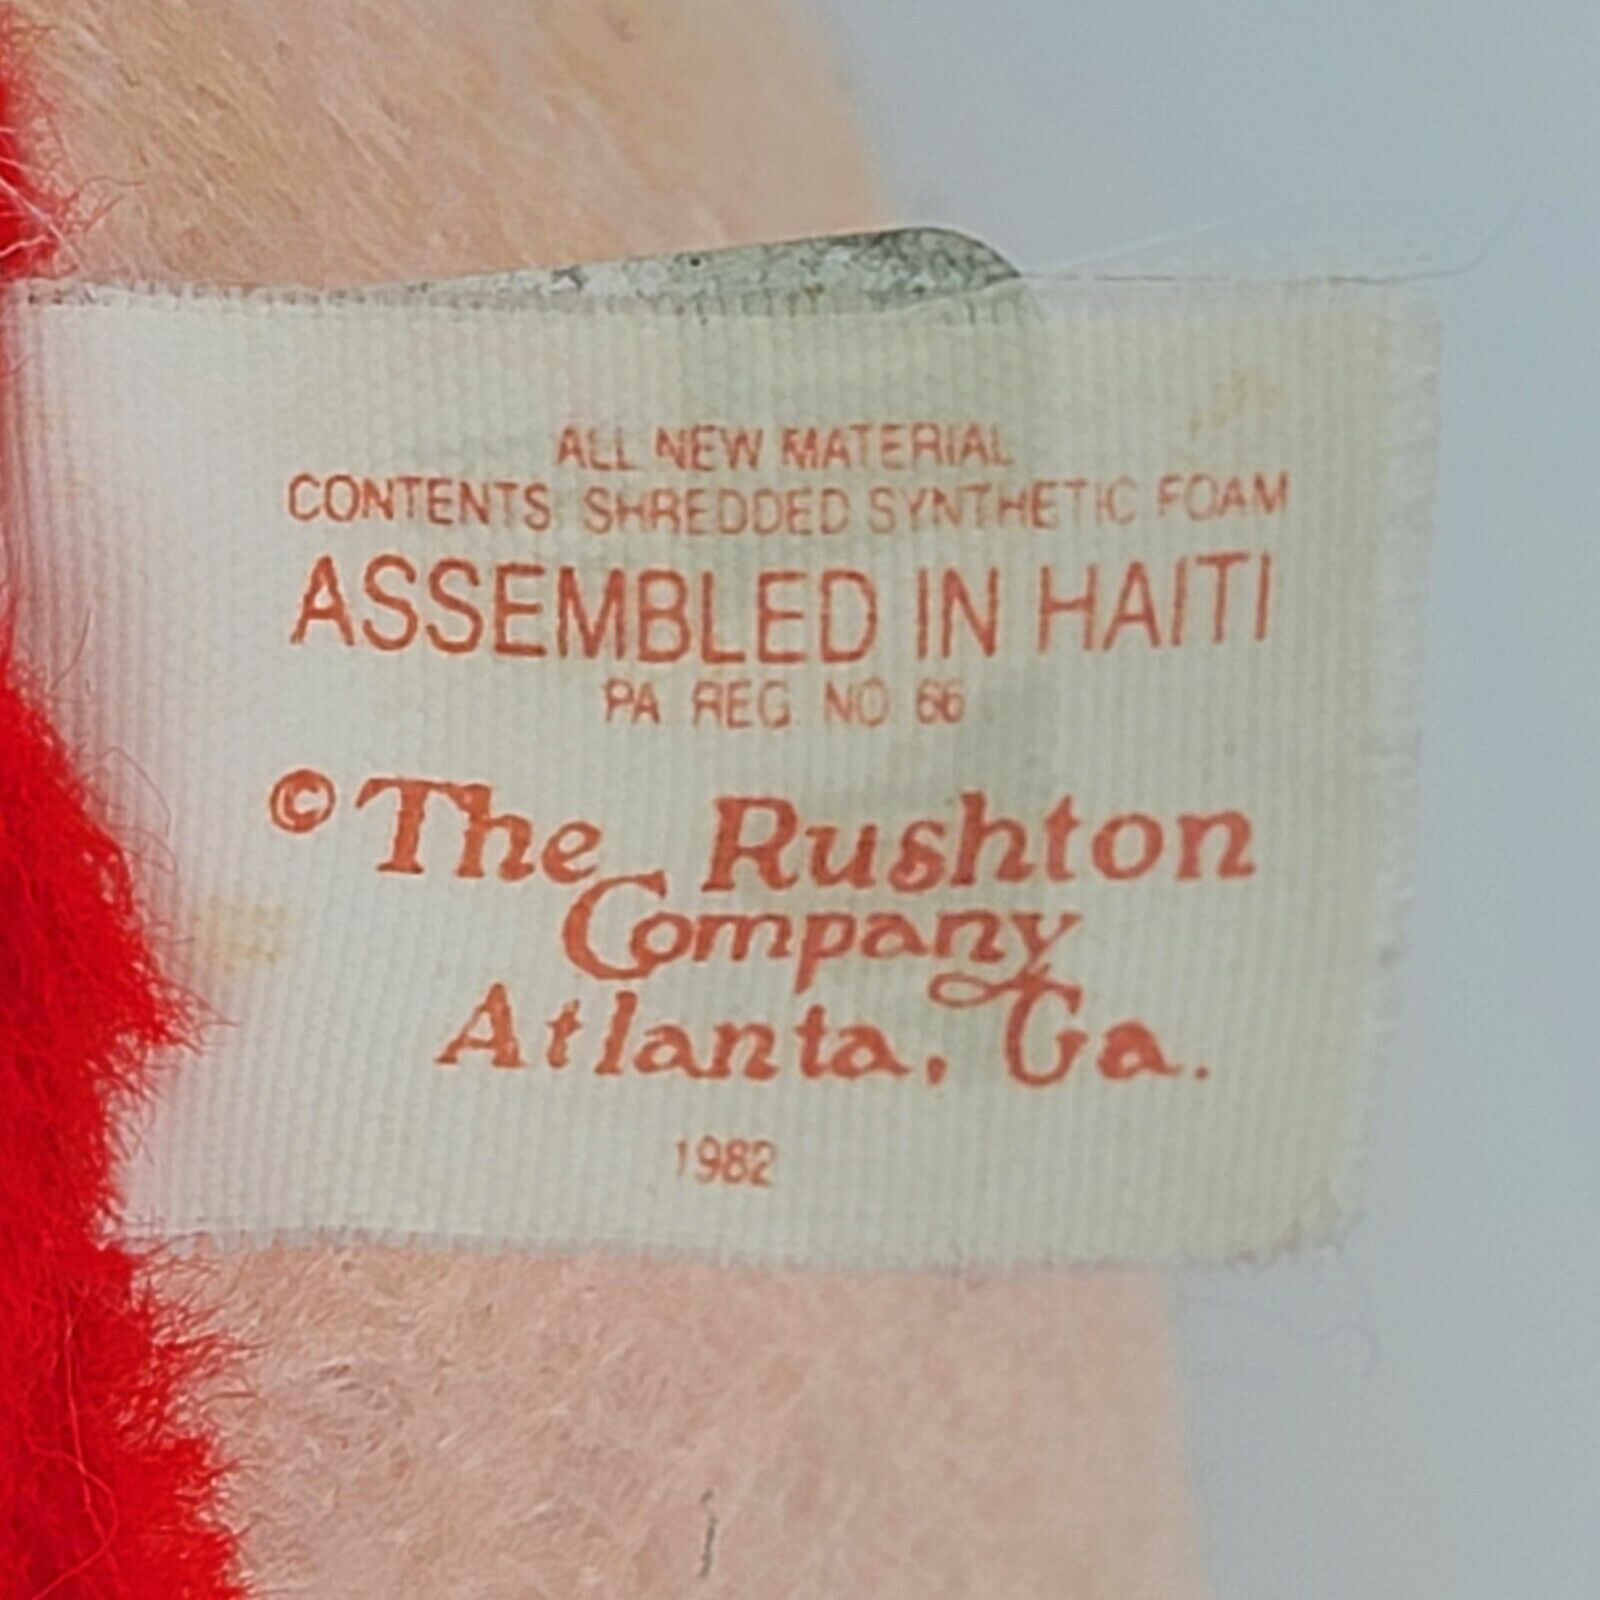 ALL NEW MATERIAL
CONTENTS SHREDDED SYNTHETIC FOAM
ASSEMBLED IN HAITI
PA REG. NO 66
© The Rushton
Company
Atlanta, Ga.
1982